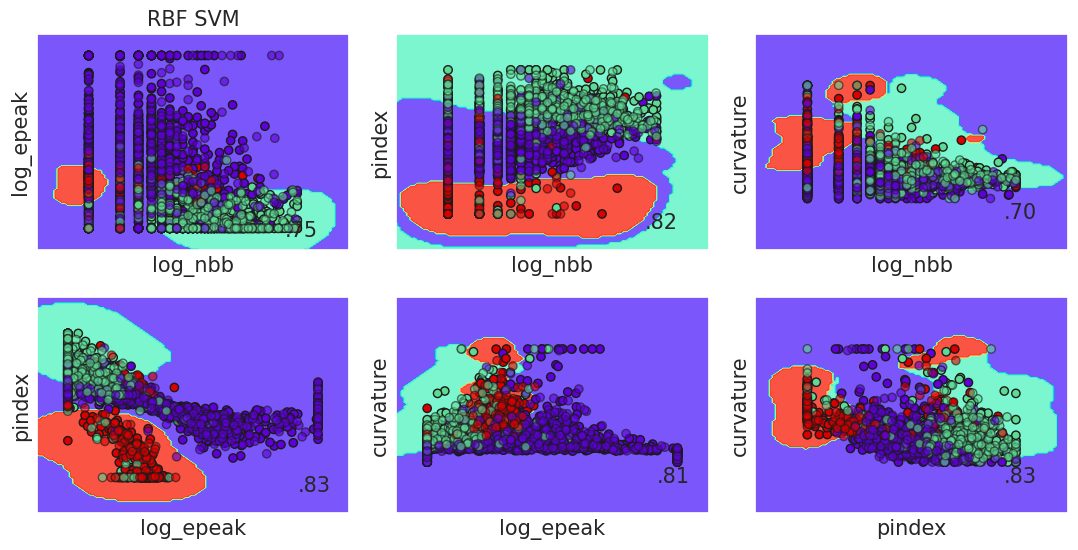 RBF SVM
log_epeak
.75
log_nbb
pindex
.82
log_nbb
curvature
.70
log_nbb
pindex
.83
log_epeak
curvature
.81
log_epeak
curvature
.83
pindex